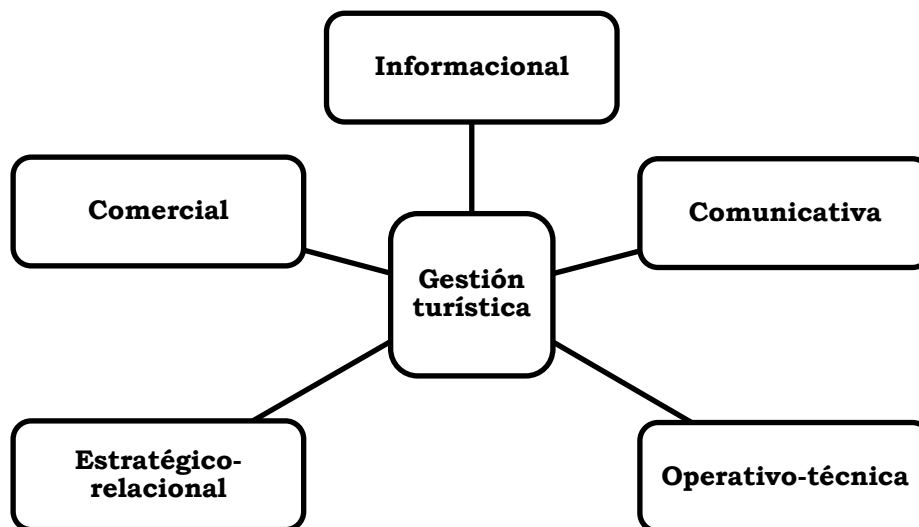 Informacional
Comercial
Comunicativa
Gestión
turística
Estratégico-
relacional
Operativo-técnica